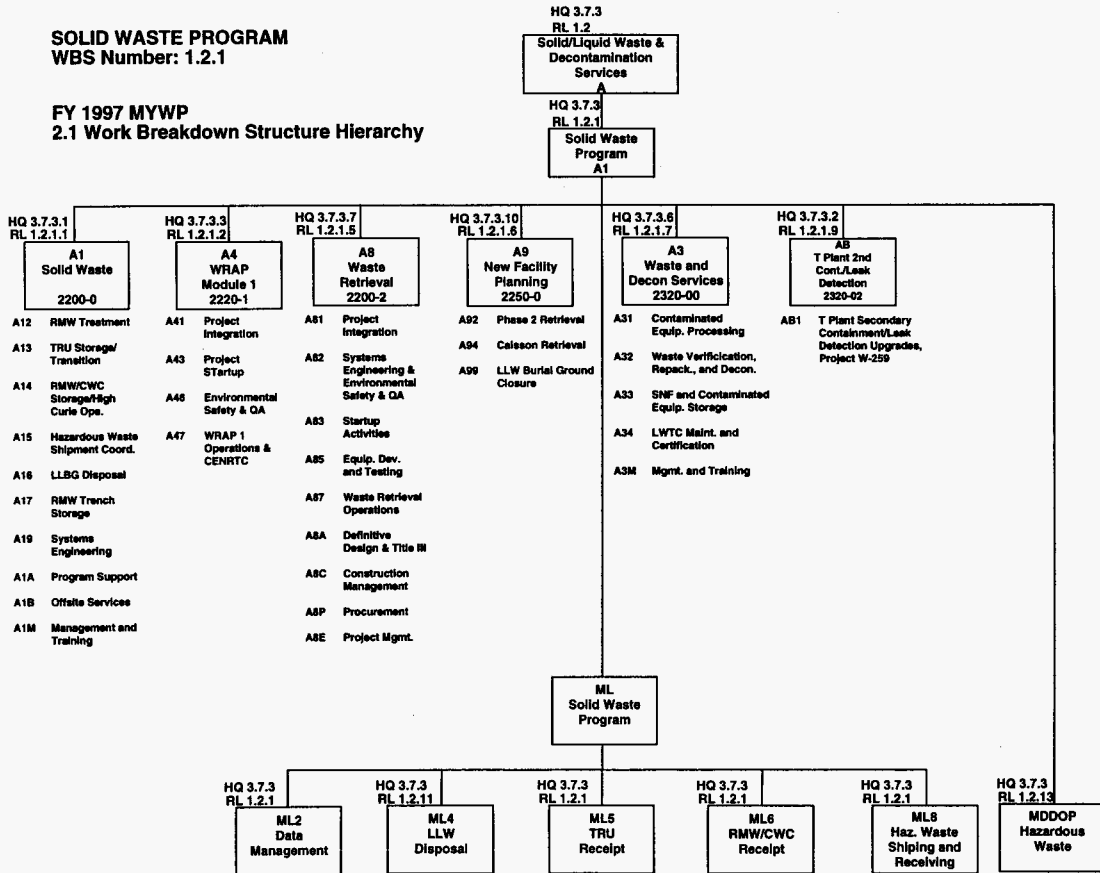 SOLID WASTE PROGRAM
WBS Number: 1.2.1
FY 1997 MYWP
2.1 Work Breakdown Structure Hierarchy
HQ 3.7.3
RL 1.2
Solid/Liquid Waste &
Decontamination
Services
A
HQ 3.7.3
RL 1.2.1
Solid Waste
Program
A1
HQ 3.7.3.1
RL 1.2.1.1
A1
Solid Waste
2200-0
A12 RMW Treatment
A13 TRU Storage/
Transition
A14 RMW/CWC
Storage/High
Curie Ops.
A15 Hazardous Waste
Shipment Coord.
A16 LLBG Disposal
A17 RMW Trench
Storage
A19 Systems
Engineering
A1A Program Support
A1B Offsite Services
A1M Management and
Training
HQ 3.7.3.3
RL 1.2.1.2
A4
WRAP
Module 1
2220-1
A41 Project
Integration
A43 Project
STartup
A46 Environmental
Safety & QA
A47 WRAP 1
Operations &
CENRTC
HQ 3.7.3.7
RL 1.2.1.5
A8
Waste
Retrieval
2200-2
A81 Project
Integration
A82 Systems
Engineering &
Environmental
Safety & QA
A83 Startup
Activities
A85 Equip. Dev.
and Testing
A87 Waste Retrieval
Operations
A8A Definitive
Design & Title III
A8C Construction
Management
A8P Procurement
A8E Project Mgmt.
HQ 3.7.3.10
RL 1.2.1.6
A9
New Facility
Planning
2250-0
A92 Phase 2 Retrieval
A94 Caisson Retrieval
A99 LLW Burial Ground
Closure
HQ 3.7.3.6
RL 1.2.1.7
A3
Waste and
Decon Services
2320-00
A31 Contaminated
Equip. Processing
A32 Waste Verificication,
Repack., and Decon.
A33 SNF and Contaminated
Equip. Storage
A34 LWTC Maint. and
Certification
A3M Mgmt. and Training
HQ 3.7.3.2
RL 1.2.1.9
AB
T Plant 2nd
Cont./Leak
Detection
2320-02
AB1 T Plant Secondary
Containment/Leak
Detection Upgrades,
Project W-259
ML
Solid Waste
Program
HQ 3.7.3
RL 1.2.1
ML2
Data
Management
HQ 3.7.3
RL 1.2.11
ML4
LLW
Disposal
HQ 3.7.3
RL 1.2.1
ML5
TRU
Receipt
HQ 3.7.3
RL 1.2.1
ML6
RMW/CWC
Receipt
HQ 3.7.3
RL 1.2.1
ML8
Haz. Waste
Shiping and
Receiving
HQ 3.7.3
RL 1.2.13
MDDOP
Hazardous
Waste